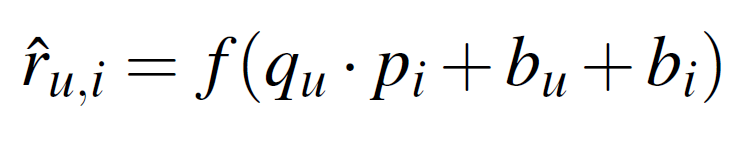 r̂_{u,i} = f(q_u · p_i + b_u + b_i)